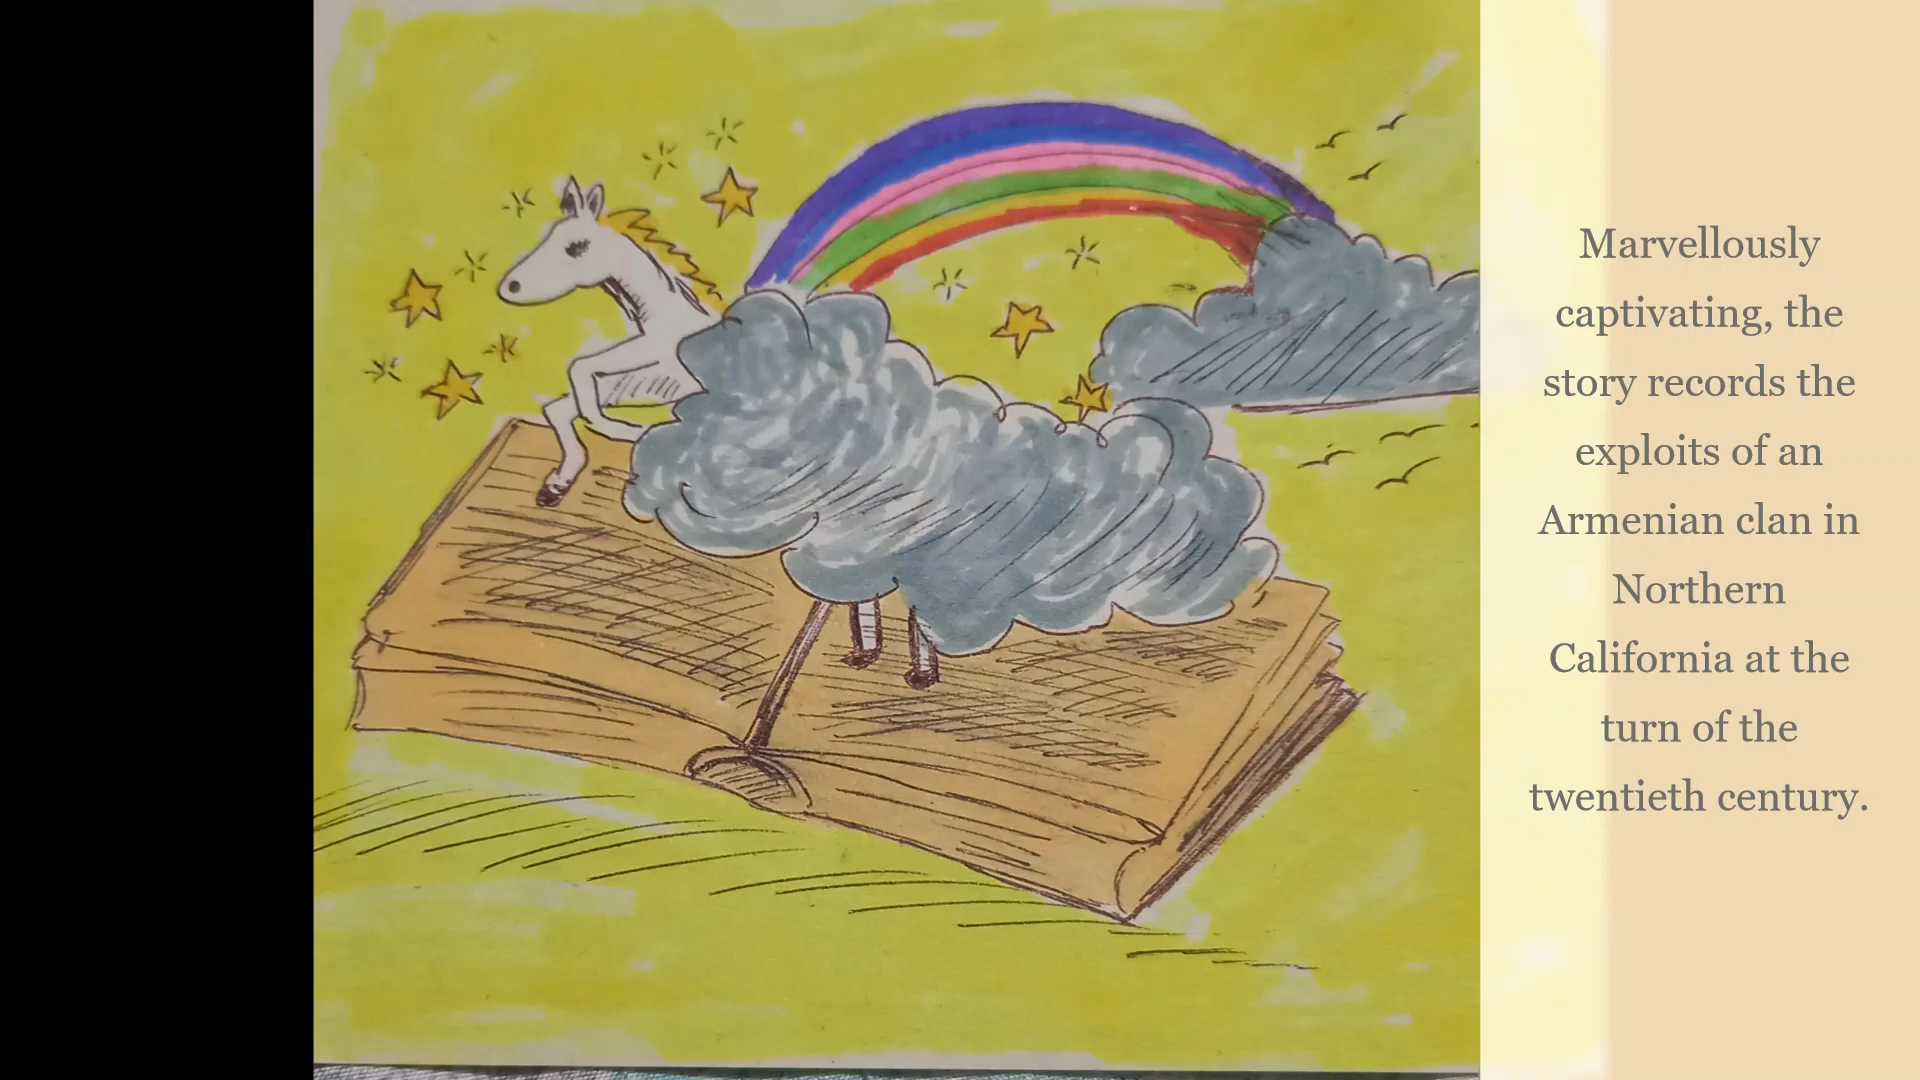 Marvellously
captivating, the
story records the
exploits of an
Armenian clan in
Northern
California at the
turn of the
twentieth century.